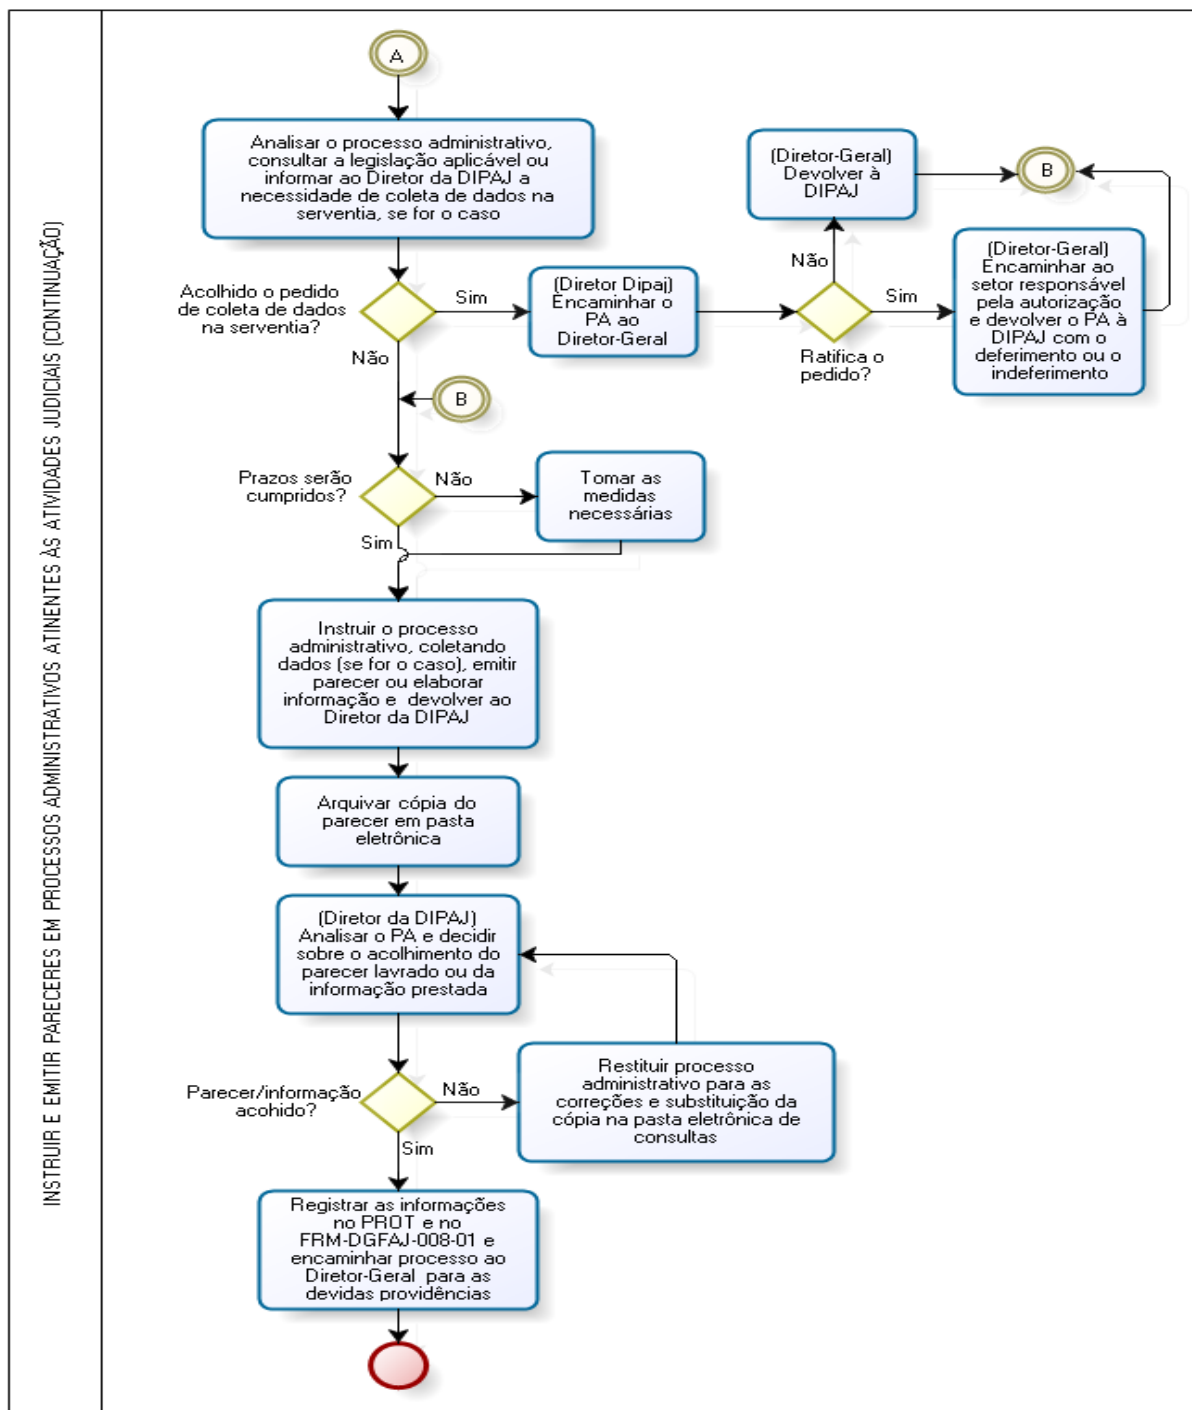 INSTRUIR E EMITIR PARECERES EM PROCESSOS ADMINISTRATIVOS ATINENTES ÀS ATIVIDADES JUDICIAIS (CONTINUAÇÃO)
A
Analisar o processo administrativo,
consultar a legislação aplicável ou
informar ao Diretor da DIPAJ a
necessidade de coleta de dados na
serventia, se for o caso
Acolhido o pedido
de coleta de dados
na serventia?
Sim
Não
(Diretor Dipaj)
Encaminhar o
PA ao
Diretor-Geral
Ratifica o
pedido?
Não
Sim
(Diretor-Geral)
Devolver à
DIPAJ
B
(Diretor-Geral)
Encaminhar ao
setor responsável
pela autorização
e devolver o PA à
DIPAJ com o
deferimento ou o
indeferimento
B
Prazos serão
cumpridos?
Não
Sim
Tomar as
medidas
necessárias
Instruir o processo
administrativo, coletando
dados (se for o caso), emitir
parecer ou elaborar
informação e devolver ao
Diretor da DIPAJ
Arquivar cópia do
parecer em pasta
eletrônica
(Diretor da DIPAJ)
Analisar o PA e decidir
sobre o acolhimento do
parecer lavrado ou da
informação prestada
Parecer/informação
acohido?
Não
Sim
Restituir processo
administrativo para as
correções e substituição da
cópia na pasta eletrônica de
consultas
Registrar as informações
no PROT e no
FRM-DGFAJ-008-01 e
encaminhar processo ao
Diretor-Geral para as
devidas providências